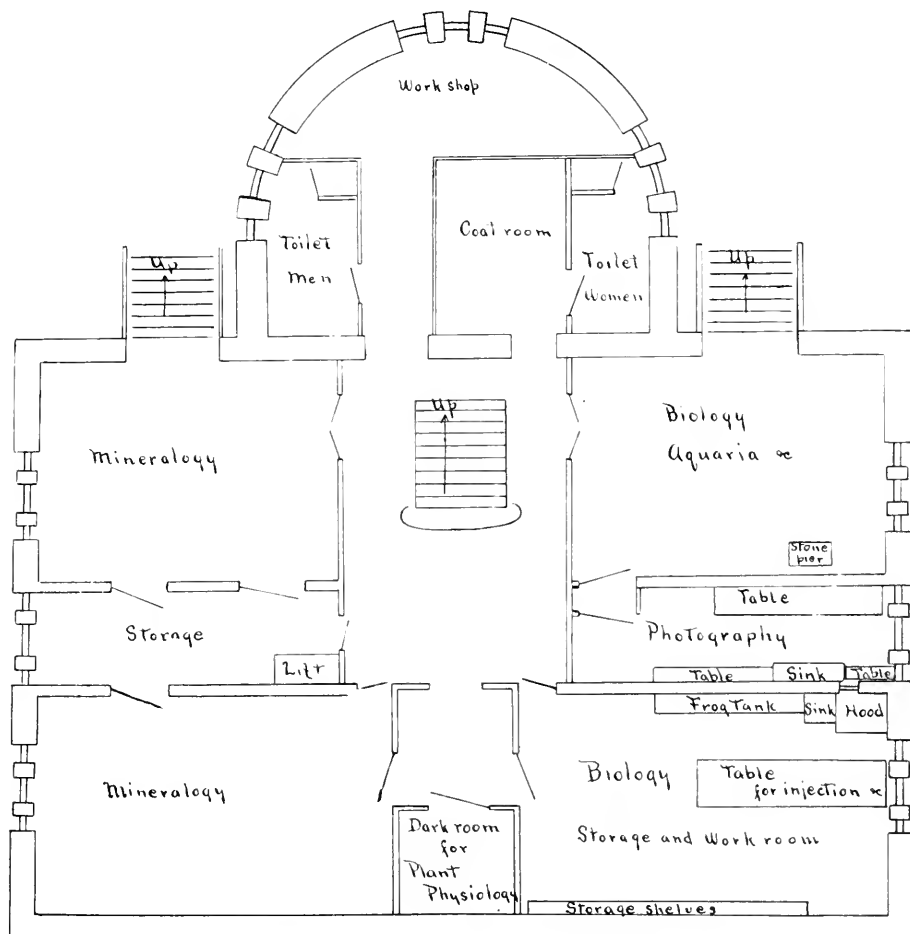 Work shop
Toilet
Men
Coat room
Toilet
Women
Up
Up
Up
Mineralogy
Biology
Aquaria &c
Stone
pier
Table
Storage
Photography
Lift
Table
Sink
Table
Frog Tank
Sink
Hood
Mineralogy
Biology
Table
for injection &c
Dark room
for
Plant
Physiology
Storage and Work room
Storage shelves